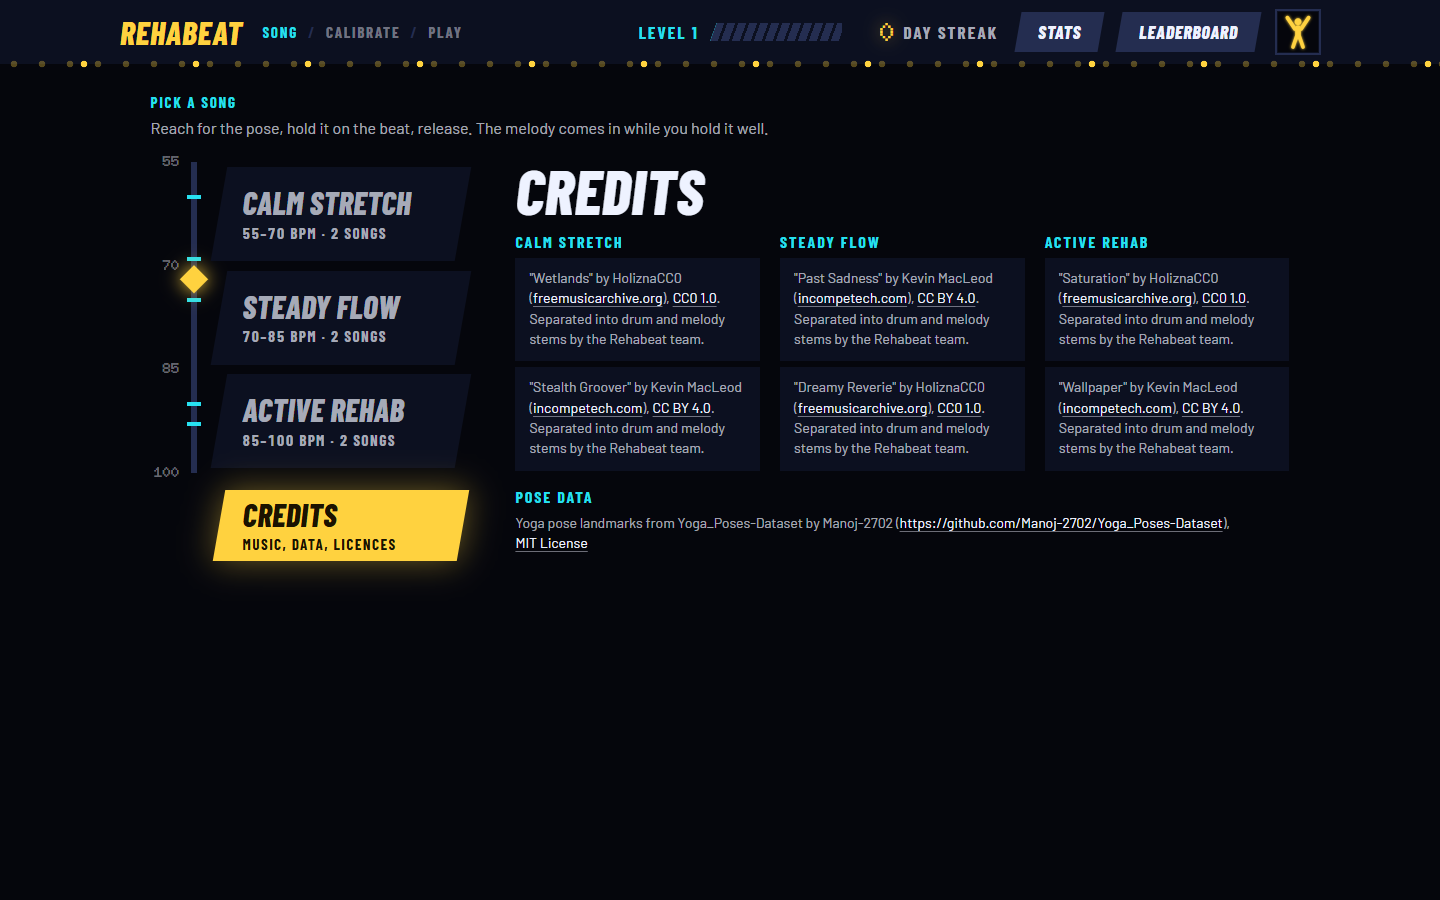 REHABEAT
SONG / CALIBRATE / PLAY
LEVEL 1
0 DAY STREAK
STATS
LEADERBOARD
PICK A SONG
Reach for the pose, hold it on the beat, release. The melody comes in while you hold it well.
55
70
85
100
CALM STRETCH
55–70 BPM · 2 SONGS
STEADY FLOW
70–85 BPM · 2 SONGS
ACTIVE REHAB
85–100 BPM · 2 SONGS
CREDITS
MUSIC, DATA, LICENCES
CREDITS
CALM STRETCH
"Wetlands" by HoliznaCC0
(freemusicarchive.org), CC0 1.0.
Separated into drum and melody
stems by the Rehabeat team.
"Stealth Groover" by Kevin MacLeod
(incompetech.com), CC BY 4.0.
Separated into drum and melody
stems by the Rehabeat team.
STEADY FLOW
"Past Sadness" by Kevin MacLeod
(incompetech.com), CC BY 4.0.
Separated into drum and melody
stems by the Rehabeat team.
"Dreamy Reverie" by HoliznaCC0
(freemusicarchive.org), CC0 1.0.
Separated into drum and melody
stems by the Rehabeat team.
ACTIVE REHAB
"Saturation" by HoliznaCC0
(freemusicarchive.org), CC0 1.0.
Separated into drum and melody
stems by the Rehabeat team.
"Wallpaper" by Kevin MacLeod
(incompetech.com), CC BY 4.0.
Separated into drum and melody
stems by the Rehabeat team.
POSE DATA
Yoga pose landmarks from Yoga_Poses-Dataset by Manoj-2702 (https://github.com/Manoj-2702/Yoga_Poses-Dataset),
MIT License